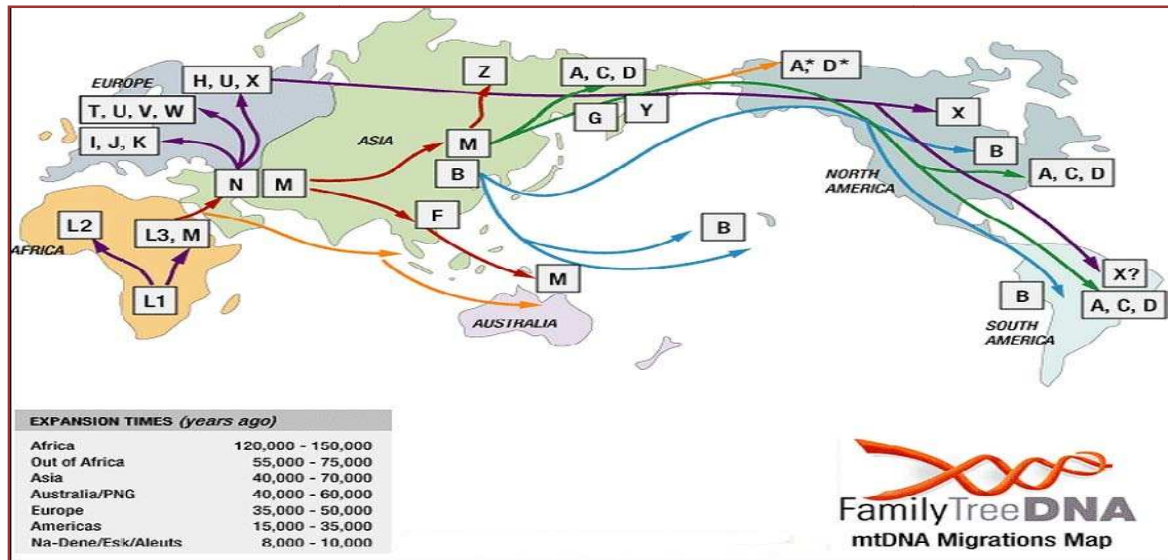 EUROPE
H, U, X
T, U, V, W
I, J, K
Z
A, C, D
A,* D*
G
Y
X
ASIA
M
B
B
N
M
NORTH
AMERICA
A, C, D
L2
L3, M
F
B
AFRICA
L1
M
X?
B
A, C, D
AUSTRALIA
SOUTH
AMERICA
EXPANSION TIMES (years ago)
Africa 120,000 - 150,000
Out of Africa 55,000 - 75,000
Asia 40,000 - 70,000
Australia/PNG 40,000 - 60,000
Europe 35,000 - 50,000
Americas 15,000 - 35,000
Na-Dene/Esk/Aleuts 8,000 - 10,000
FamilyTreeDNA
mtDNA Migrations Map